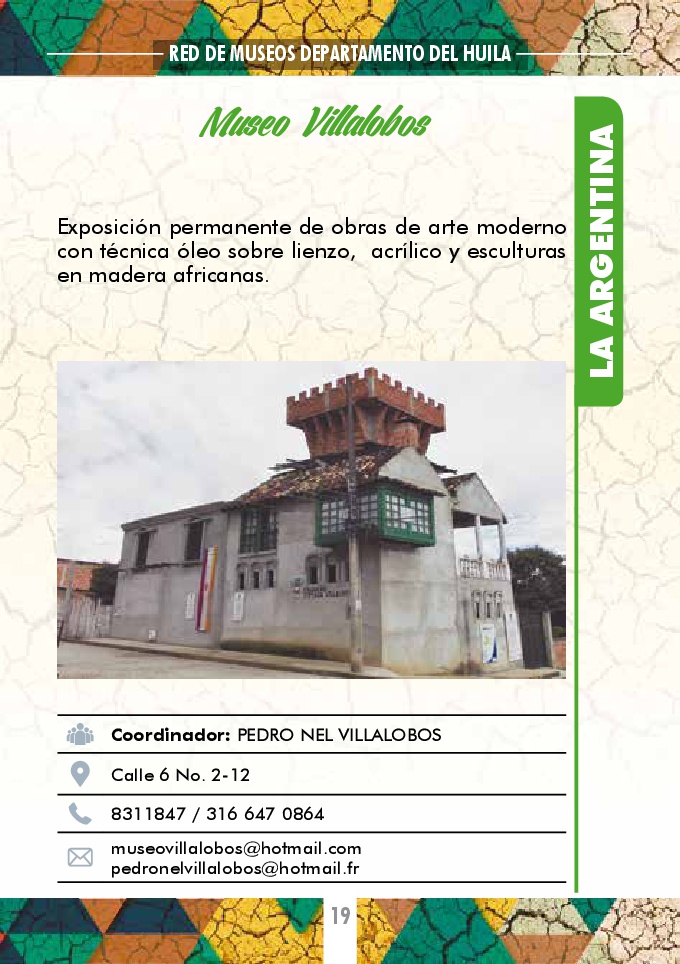 RED DE MUSEOS DEPARTAMENTO DEL HUILA
Museo Villalobos
LA ARGENTINA
Exposición permanente de obras de arte moderno
con técnica óleo sobre lienzo, acrílico y esculturas
en madera africanas.
Coordinador: PEDRO NEL VILLALOBOS
Calle 6 No. 2-12
8311847 / 316 647 0864
museovillalobos@hotmail.com
pedronelvillalobos@hotmail.fr
19